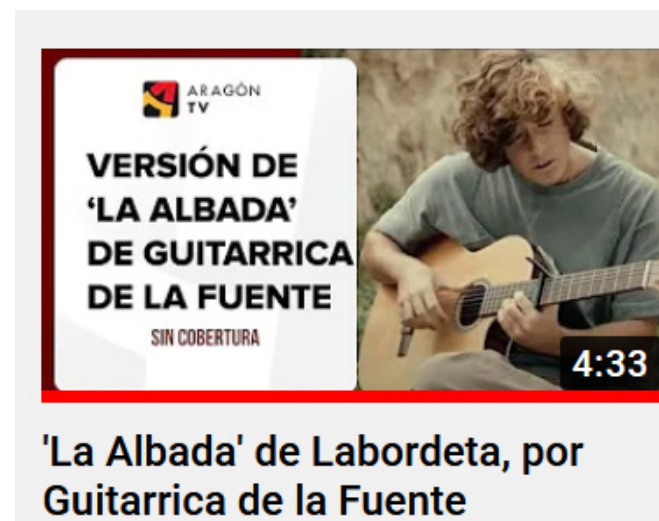 ARAGÓN
TV
VERSIÓN DE
‘LA ALBADA’
DE GUITARRICA
DE LA FUENTE
SIN COBERTURA
4:33
'La Albada' de Labordeta, por
Guitarrica de la Fuente